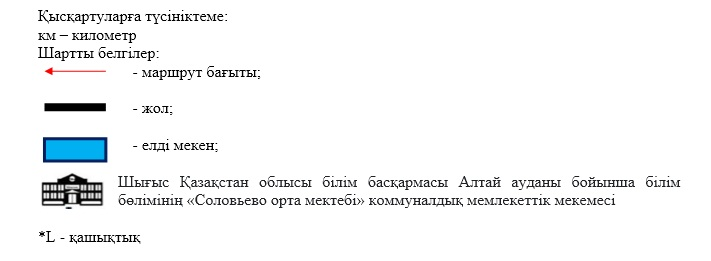 Қысқартуларға түсініктеме:
км – километр
Шартты белгілер:
- маршрут бағыты;
- жол;
- елді мекен;
Шығыс Қазақстан облысы білім басқармасы Алтай ауданы бойынша білім
бөлімінің «Соловьево орта мектебі» коммуналдық мемлекеттік мекемесі
*L - қашықтық